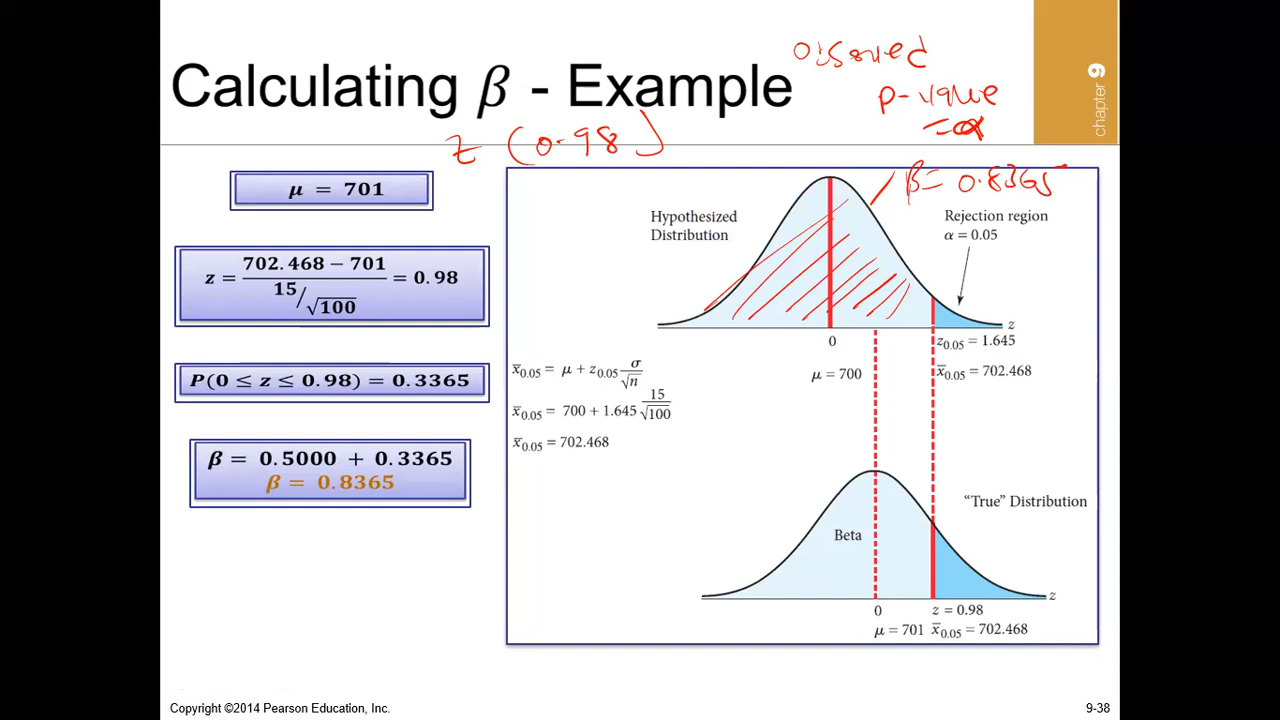 Calculating β - Example
observed
p-value
= α
z (0.98)
chapter 9
μ = 701
z = (702.468 − 701) / (15/√100) = 0.98
P(0 ≤ z ≤ 0.98) = 0.3365
β = 0.5000 + 0.3365
β = 0.8365
β = 0.8365
Hypothesized
Distribution
Rejection region
α = 0.05
z
0
z₀.₀₅ = 1.645
μ = 700
x̄₀.₀₅ = 702.468
x̄₀.₀₅ = μ + z₀.₀₅ σ/√n
x̄₀.₀₅ = 700 + 1.645 15/√100
x̄₀.₀₅ = 702.468
“True” Distribution
Beta
z
0
z = 0.98
μ = 701
x̄₀.₀₅ = 702.468
Copyright ©2014 Pearson Education, Inc.
9-38